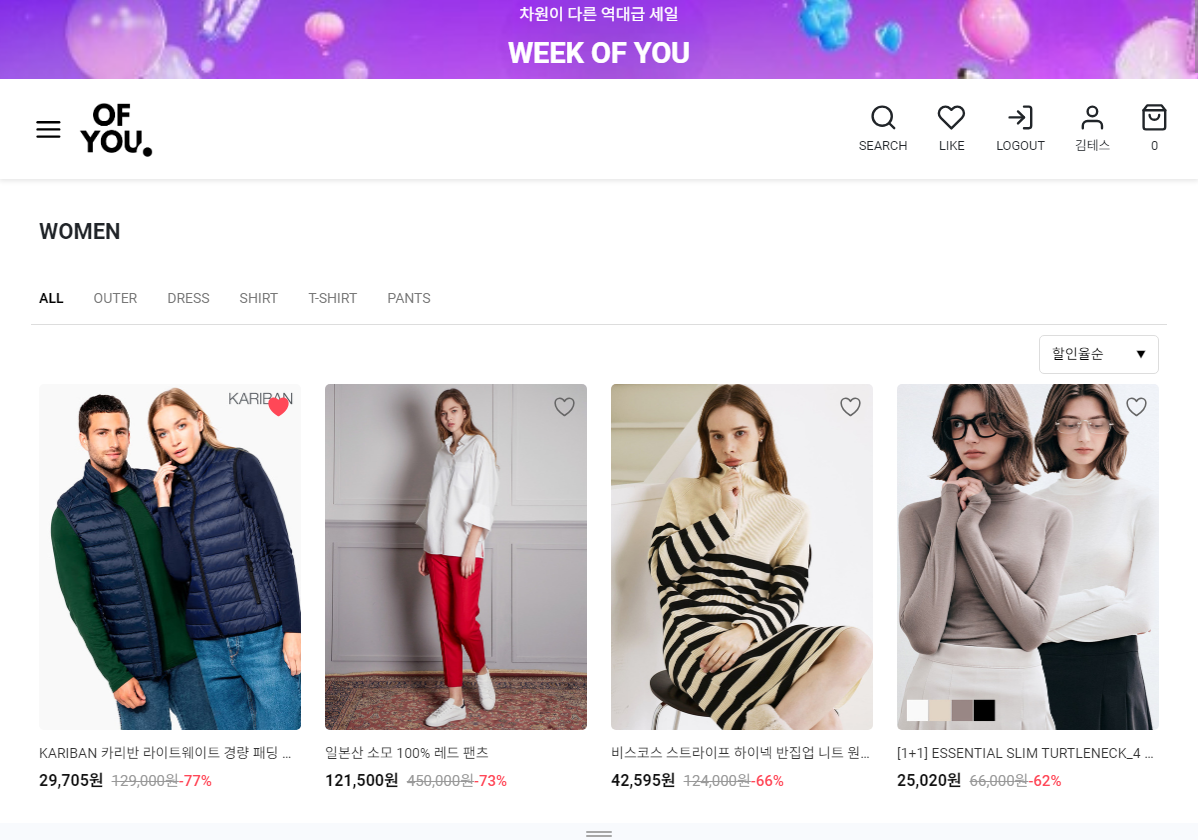 차원이 다른 역대급 세일
WEEK OF YOU
OF
YOU.
SEARCH
LIKE
LOGOUT
김테스
0
WOMEN
ALL OUTER DRESS SHIRT T-SHIRT PANTS
할인율순 ▼
KARIBAN
KARIBAN 카리반 라이트웨이트 경량 패딩 ...
29,705원 129,000원-77%
일본산 소모 100% 레드 팬츠
121,500원 450,000원-73%
비스코스 스트라이프 하이넥 반집업 니트 원...
42,595원 124,000원-66%
[1+1] ESSENTIAL SLIM TURTLENECK_4 ...
25,020원 66,000원-62%